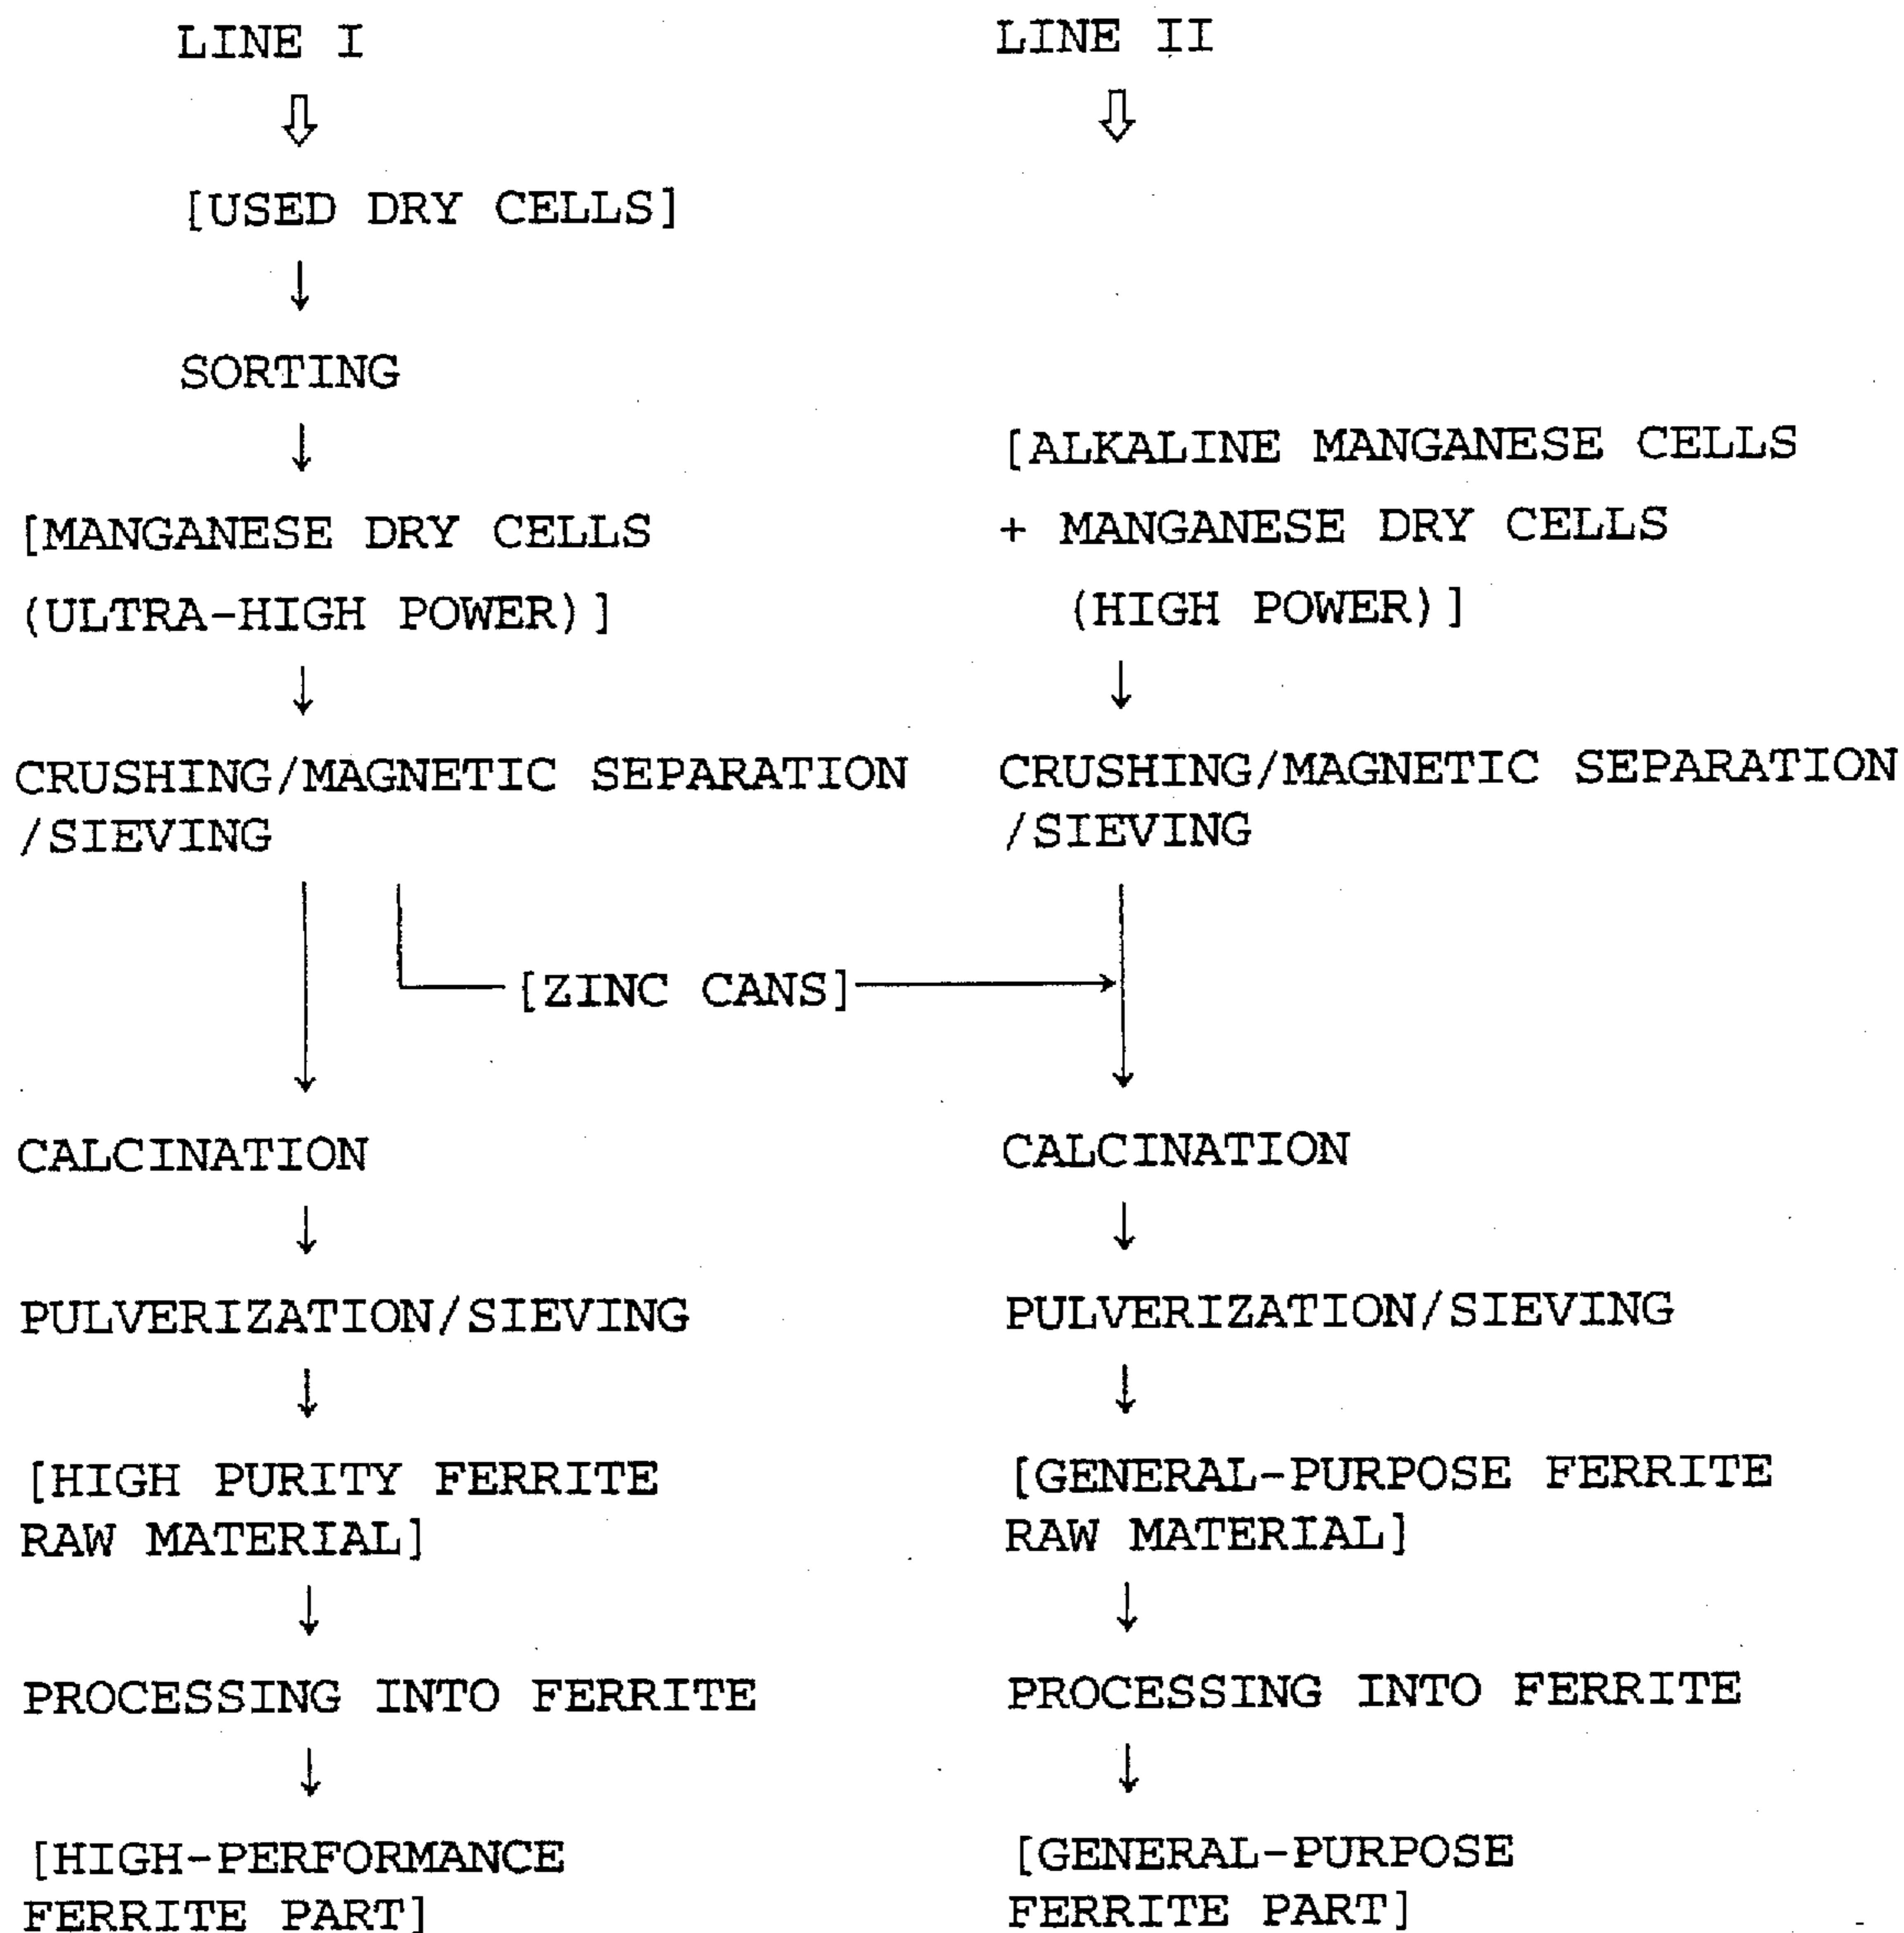 LINE I
[USED DRY CELLS]
SORTING
[MANGANESE DRY CELLS
(ULTRA-HIGH POWER)]
CRUSHING/MAGNETIC SEPARATION
/SIEVING
[ZINC CANS]
CALCINATION
PULVERIZATION/SIEVING
[HIGH PURITY FERRITE
RAW MATERIAL]
PROCESSING INTO FERRITE
[HIGH-PERFORMANCE
FERRITE PART]
LINE II
[ALKALINE MANGANESE CELLS
+ MANGANESE DRY CELLS
(HIGH POWER)]
CRUSHING/MAGNETIC SEPARATION
/SIEVING
CALCINATION
PULVERIZATION/SIEVING
[GENERAL-PURPOSE FERRITE
RAW MATERIAL]
PROCESSING INTO FERRITE
[GENERAL-PURPOSE
FERRITE PART]